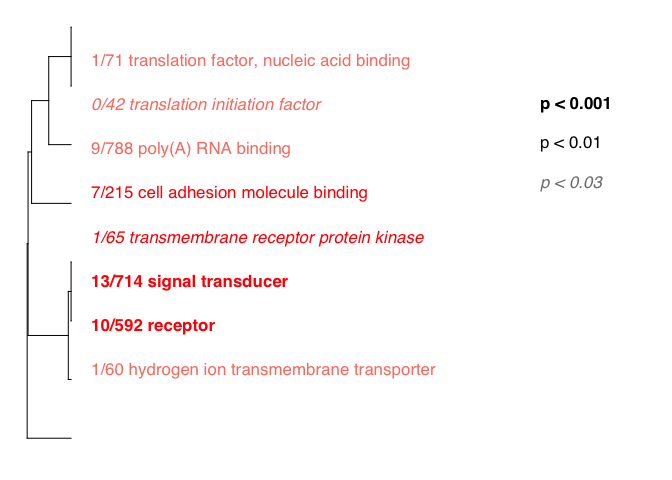 1/71 translation factor, nucleic acid binding
0/42 translation initiation factor
9/788 poly(A) RNA binding
7/215 cell adhesion molecule binding
1/65 transmembrane receptor protein kinase
13/714 signal transducer
10/592 receptor
1/60 hydrogen ion transmembrane transporter
p < 0.001
p < 0.01
p < 0.03